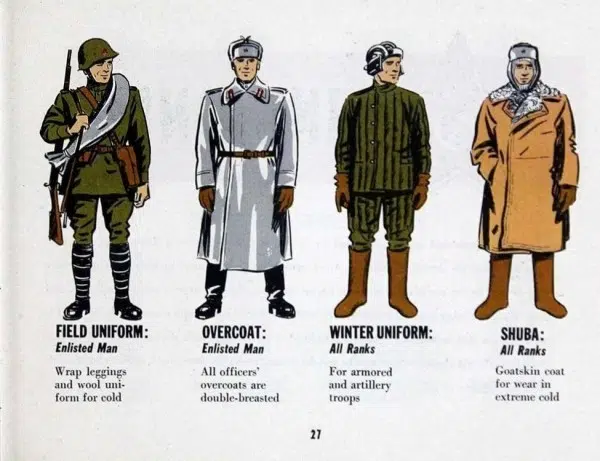 FIELD UNIFORM:
Enlisted Man
Wrap leggings
and wool uni-
form for cold
OVERCOAT:
Enlisted Man
All officers'
overcoats are
double-breasted
WINTER UNIFORM:
All Ranks
For armored
and artillery
troops
SHUBA:
All Ranks
Goatskin coat
for wear in
extreme cold
27